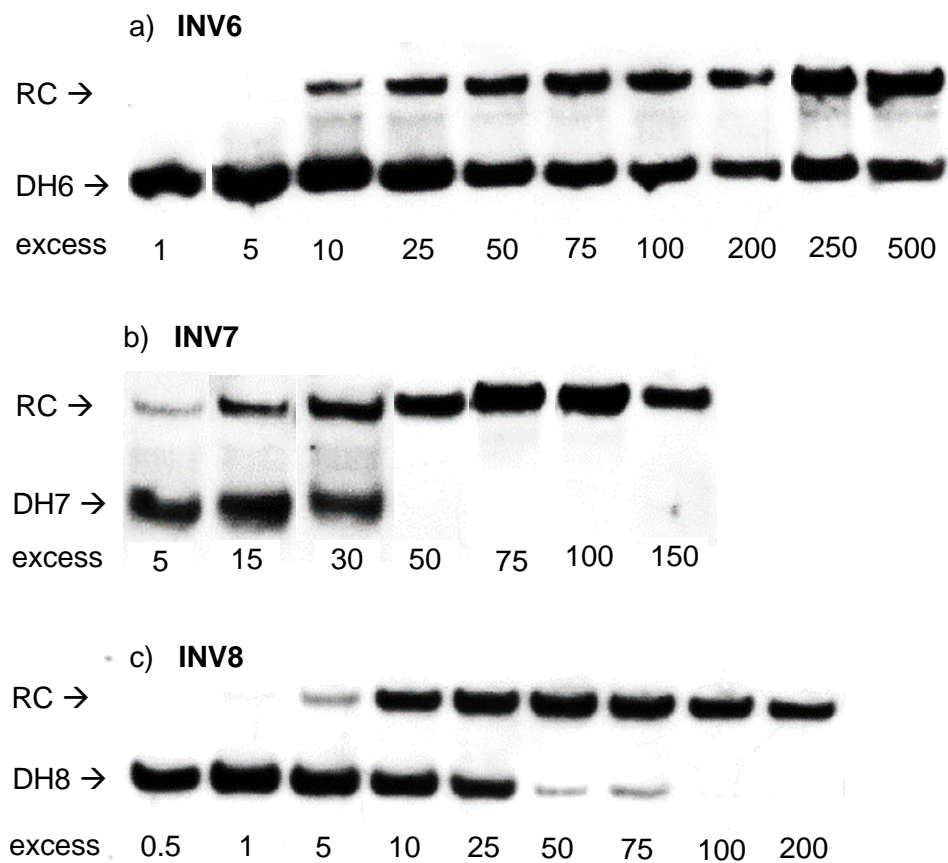 a) INV6
RC →
DH6 →
excess 1 5 10 25 50 75 100 200 250 500
b) INV7
RC →
DH7 →
excess 5 15 30 50 75 100 150
c) INV8
RC →
DH8 →
excess 0.5 1 5 10 25 50 75 100 200